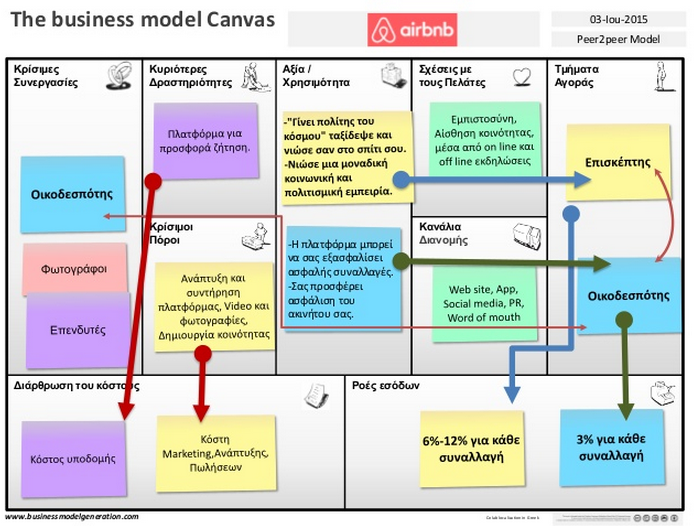 The business model Canvas
airbnb
03-Ιου-2015
Peer2peer Model
Κρίσιμες
Συνεργασίες
Οικοδεσπότης
Φωτογράφοι
Επενδυτές
Κυριότερες
Δραστηριότητες
Πλατφόρμα για
προσφορά ζήτηση.
Κρίσιμοι
Πόροι
Ανάπτυξη και
συντήρηση
πλατφόρμας, Video και
φωτογραφίες,
Δημιουργία κοινότητας
Αξία /
Χρησιμότητα
-"Γίνει πολίτης του
κόσμου" ταξίδεψε και
νιώσε σαν στο σπίτι σου.
-Νιώσε μια μοναδική
κοινωνική και
πολιτισμική εμπειρία.
-Η πλατφόρμα μπορεί
να σας εξασφαλίσει
ασφαλής συναλλαγές.
-Σας προσφέρει
ασφάλιση του
ακινήτου σας.
Σχέσεις με
τους Πελάτες
Εμπιστοσύνη,
Αίσθηση κοινότητας,
μέσα από on line και
off line εκδηλώσεις
Κανάλια
Διανομής
Web site, App,
Social media, PR,
Word of mouth
Τμήματα
Αγοράς
Επισκέπτης
Οικοδεσπότης
Διάρθρωση του κόστους
Κόστος υποδομής
Κόστη
Marketing,Ανάπτυξης,
Πωλήσεων
Ροές εσόδων
6%-12% για κάθε
συναλλαγή
3% για κάθε
συναλλαγή
www.businessmodelgeneration.com